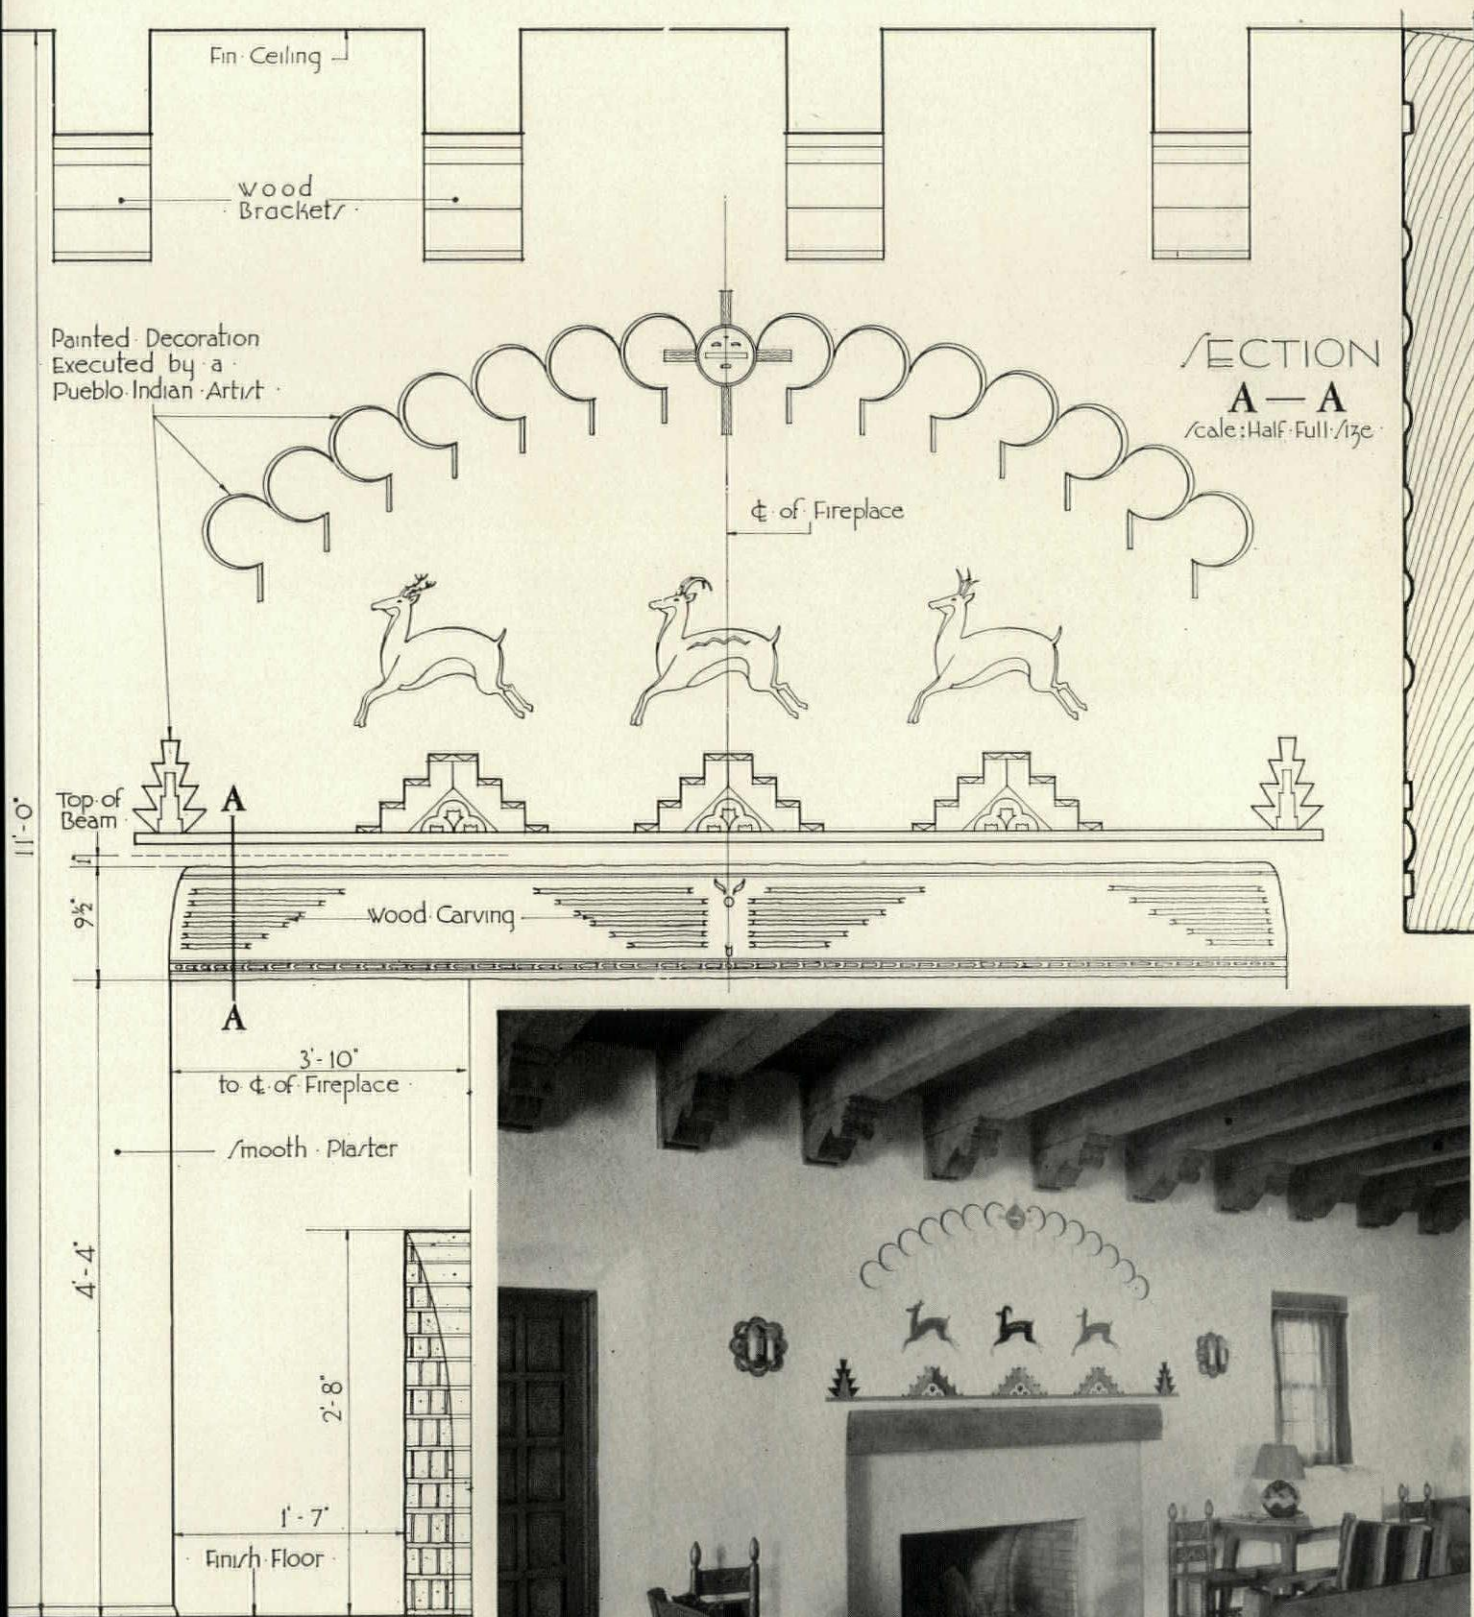 Fin· Ceiling
Wood
· Brackets ·
Painted · Decoration
Executed by · a ·
Pueblo · Indian · Artist ·
SECTION
A — A
Scale: Half · Full · Size ·
℄ · of · Fireplace
Top · of
Beam ·
A
11'-0"
1"
9½"
Wood · Carving
A
3'-10"
to · ℄ · of · Fireplace ·
Smooth · Plaster
4'-4"
2'-8"
1'-7"
· Finish · Floor ·